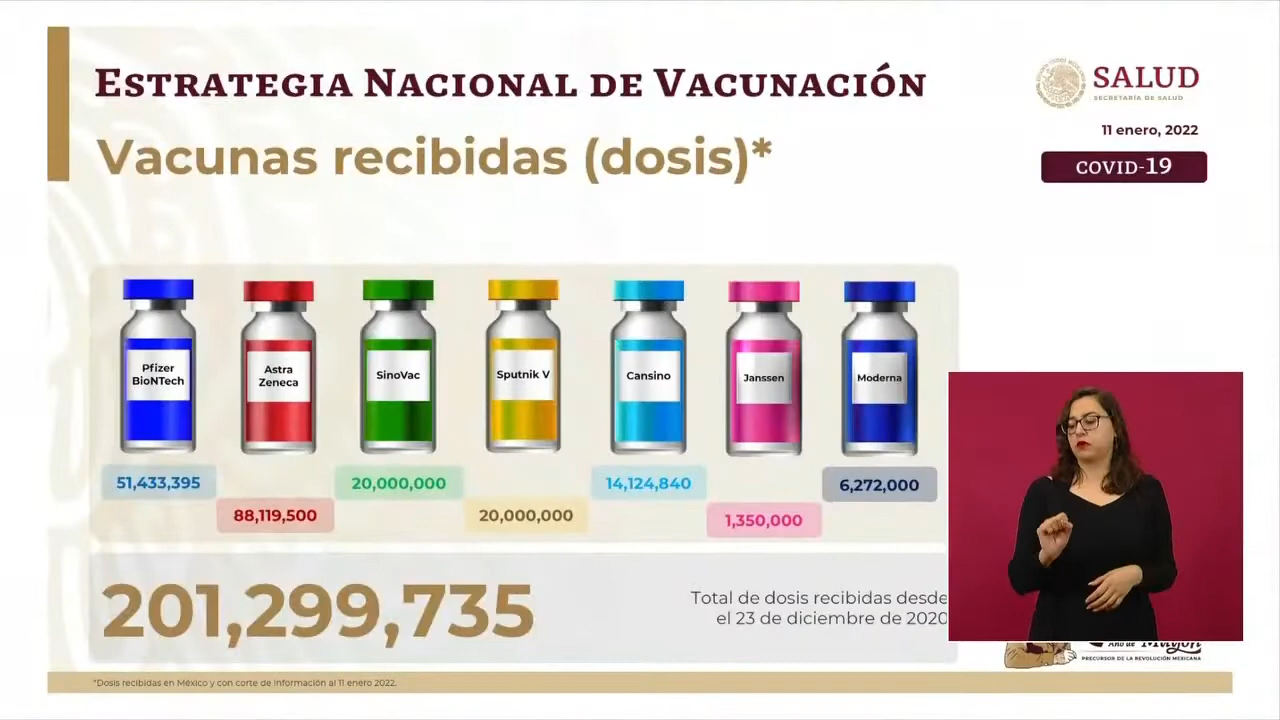 ESTRATEGIA NACIONAL DE VACUNACIÓN
Vacunas recibidas (dosis)*
SALUD
SECRETARÍA DE SALUD
11 enero, 2022
COVID-19
Pfizer
BioNTech
Astra
Zeneca
SinoVac
Sputnik V
Cansino
Janssen
Moderna
51,433,395
88,119,500
20,000,000
20,000,000
14,124,840
1,350,000
6,272,000
201,299,735
Total de dosis recibidas desde
el 23 de diciembre de 2020
Año de Magón
PRECURSOR DE LA REVOLUCIÓN MEXICANA
*Dosis recibidas en México y con corte de información al 11 enero 2022.